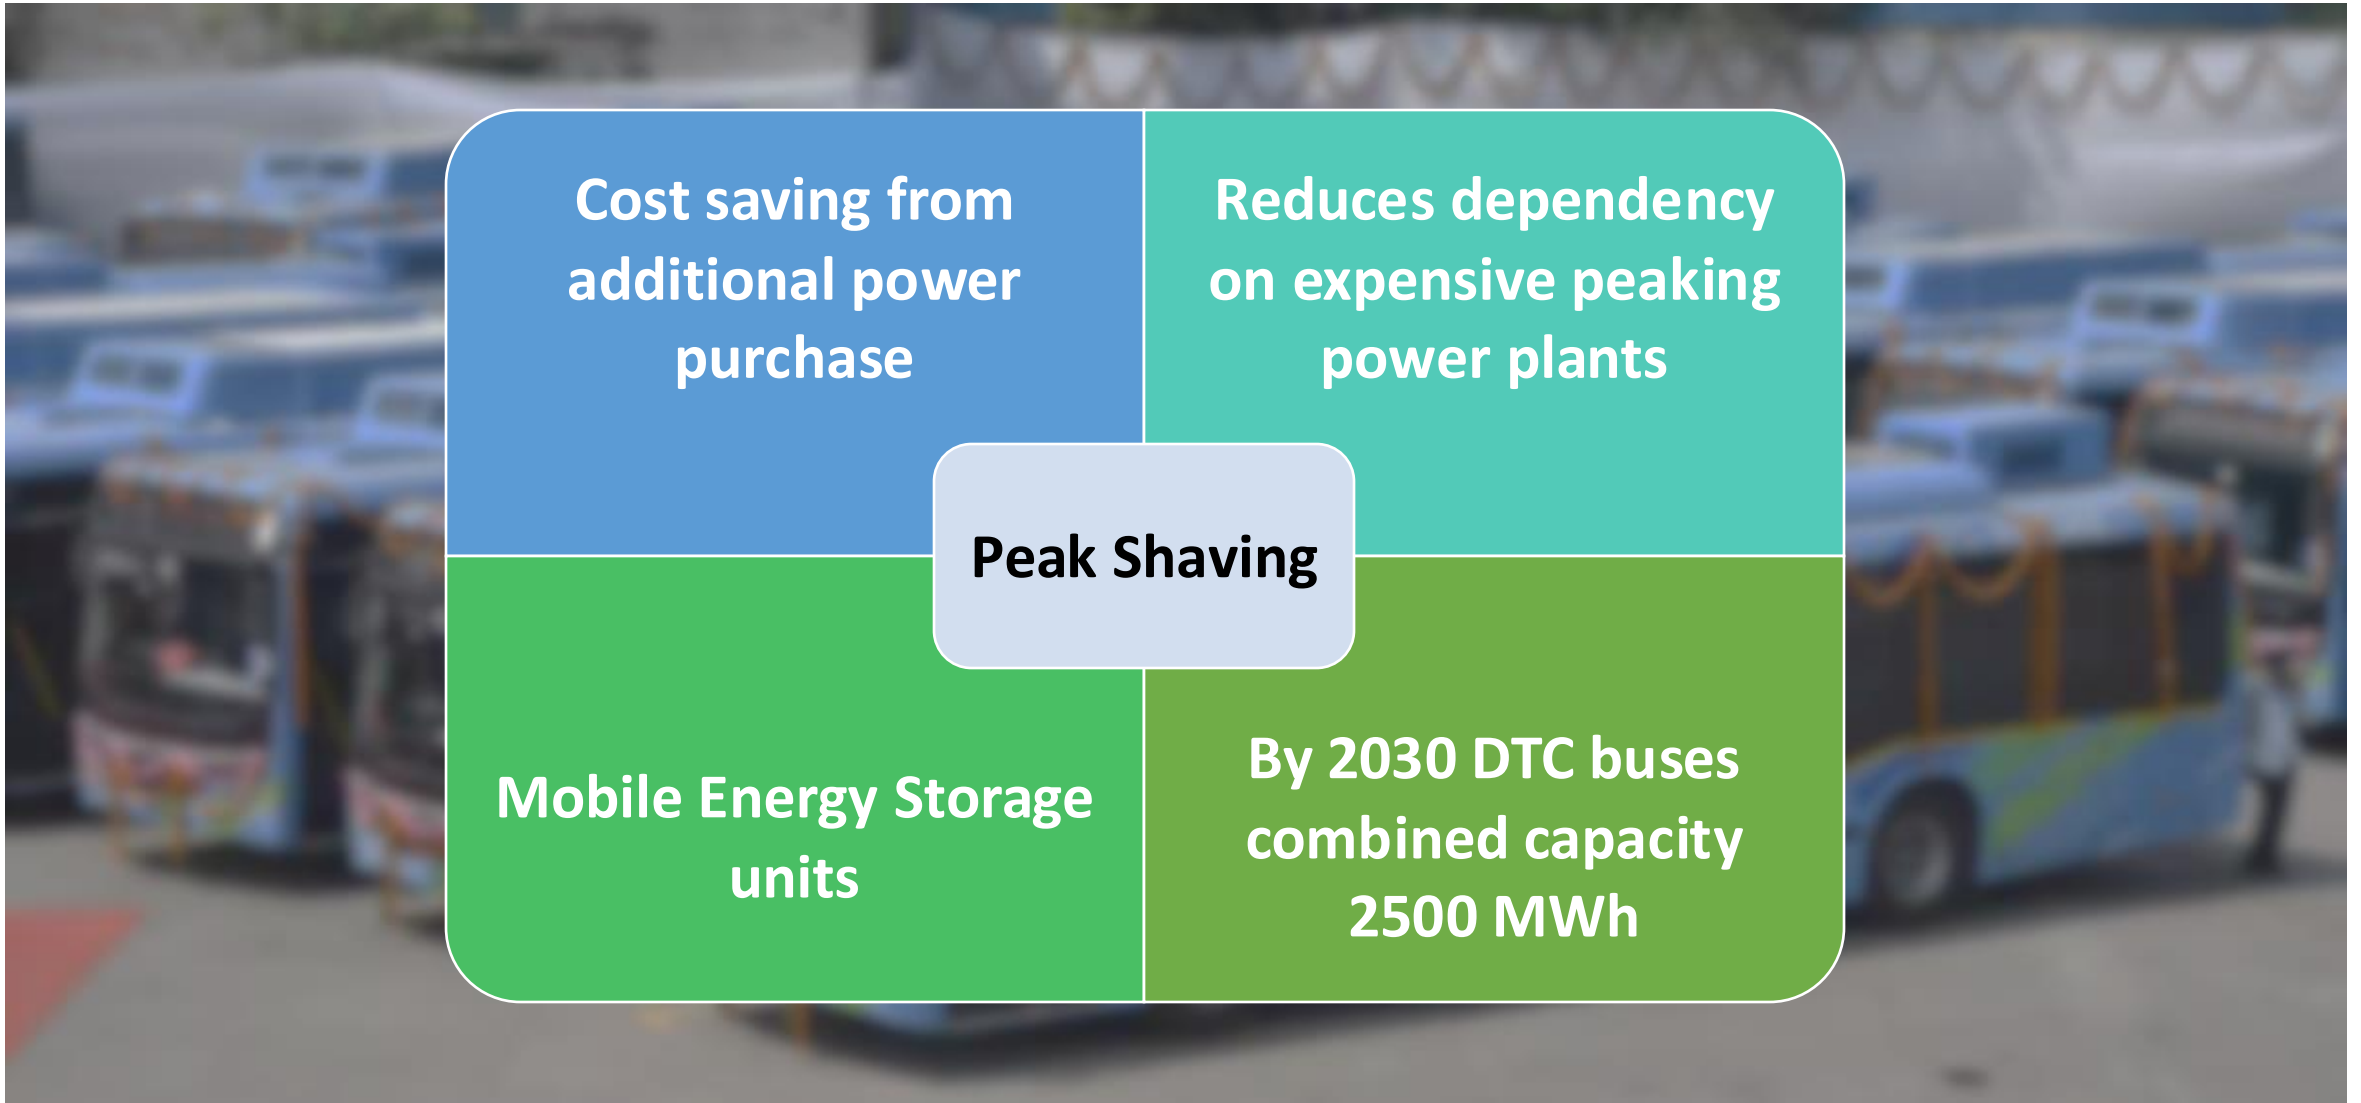 Cost saving from
additional power
purchase
Reduces dependency
on expensive peaking
power plants
Peak Shaving
Mobile Energy Storage
units
By 2030 DTC buses
combined capacity
2500 MWh